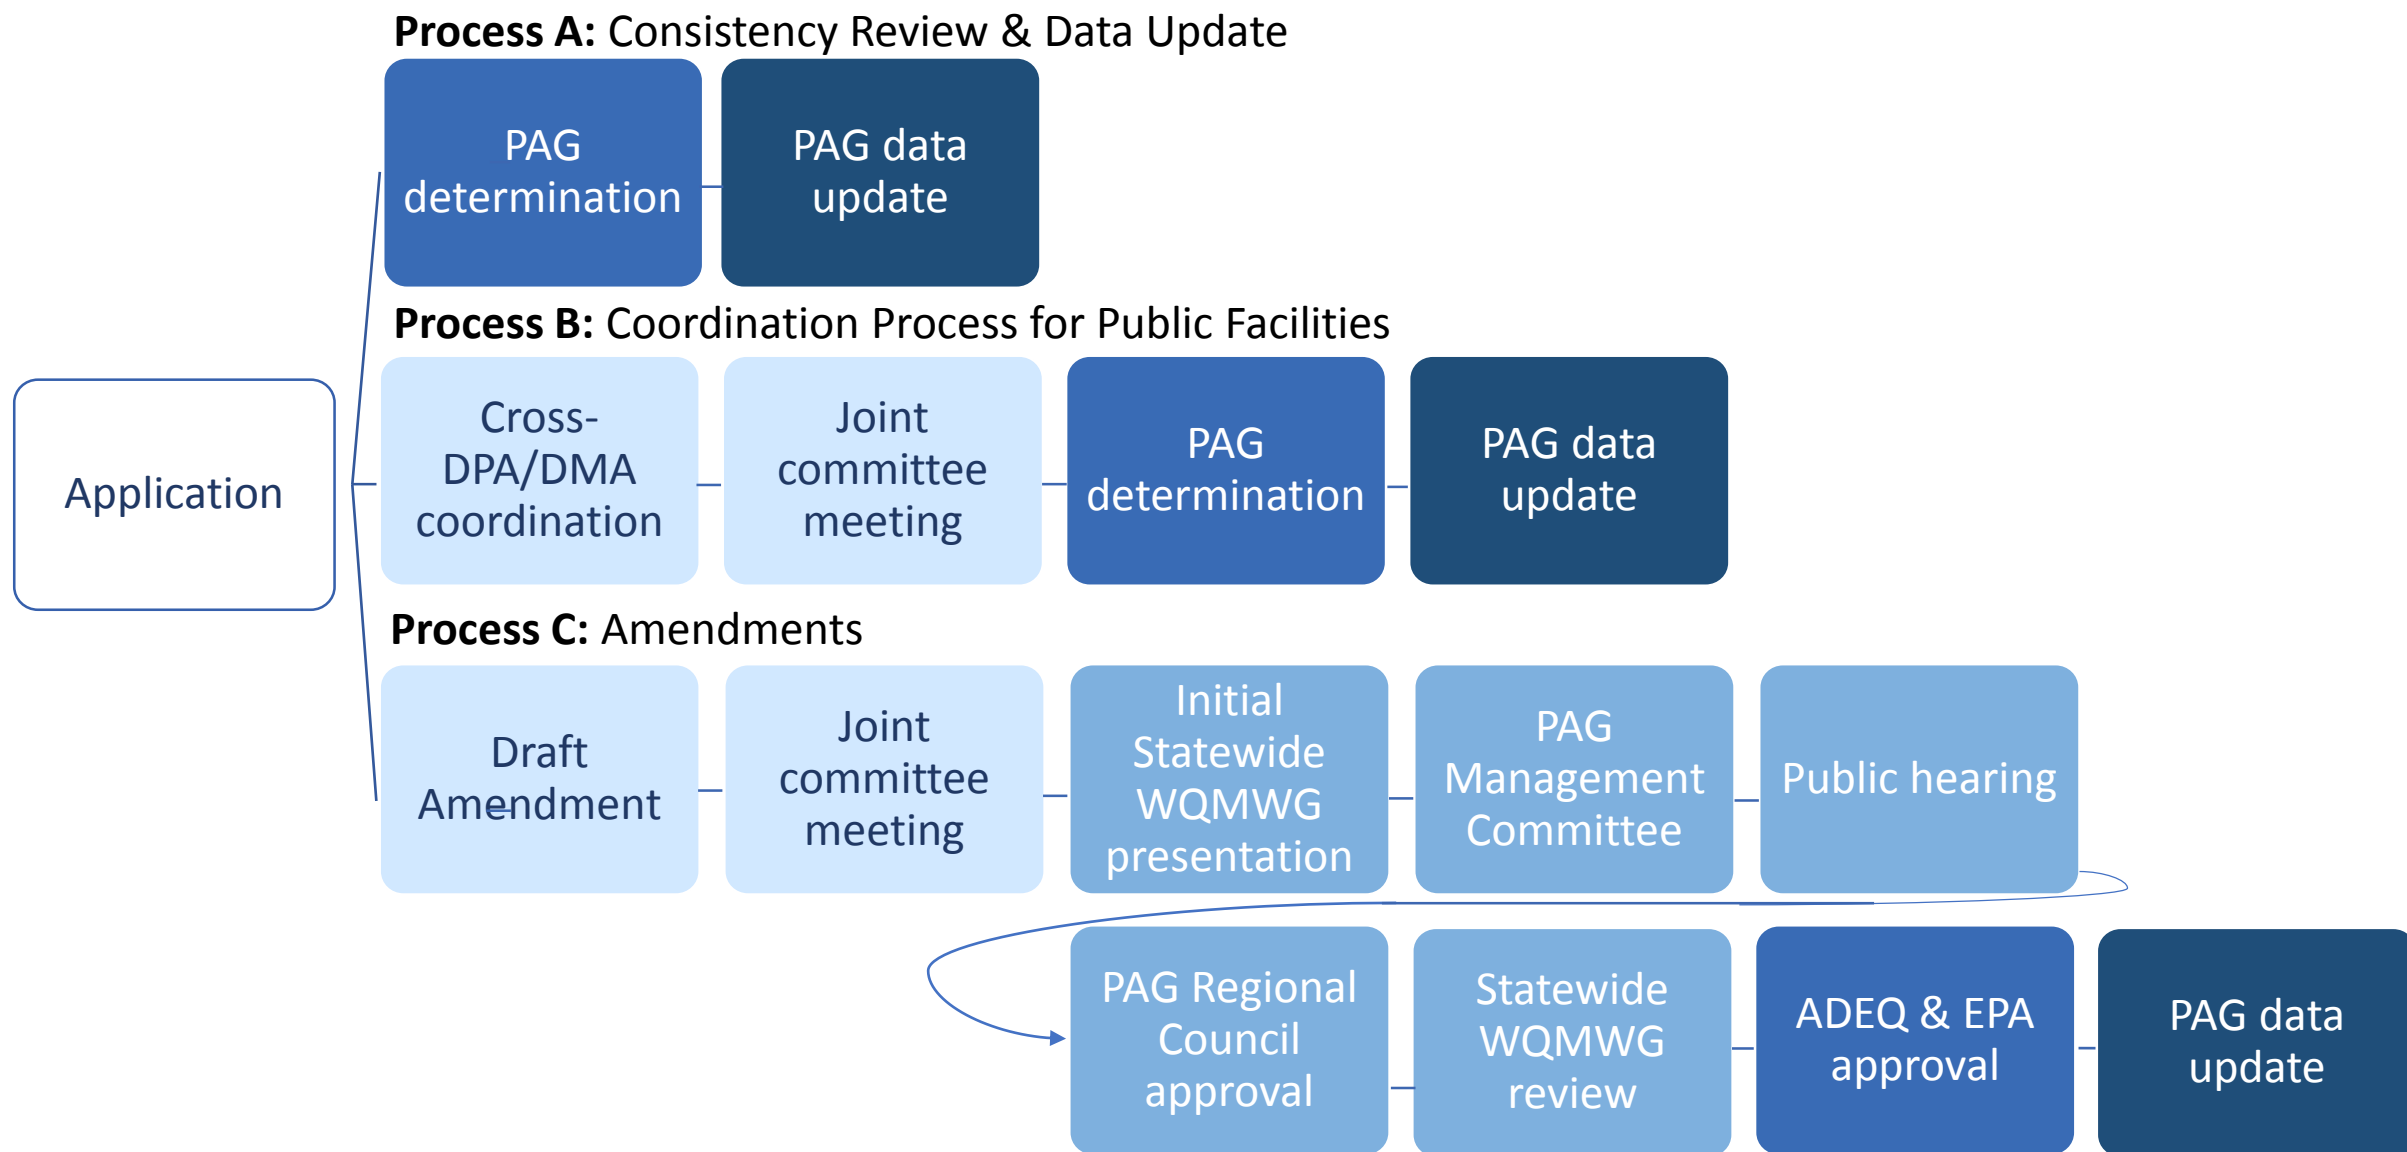 Process A: Consistency Review & Data Update
PAG
determination
PAG data
update
Process B: Coordination Process for Public Facilities
Application
Cross-
DPA/DMA
coordination
Joint
committee
meeting
PAG
determination
PAG data
update
Process C: Amendments
Draft
Amendment
Joint
committee
meeting
Initial
Statewide
WQMWG
presentation
PAG
Management
Committee
Public hearing
PAG Regional
Council
approval
Statewide
WQMWG
review
ADEQ & EPA
approval
PAG data
update